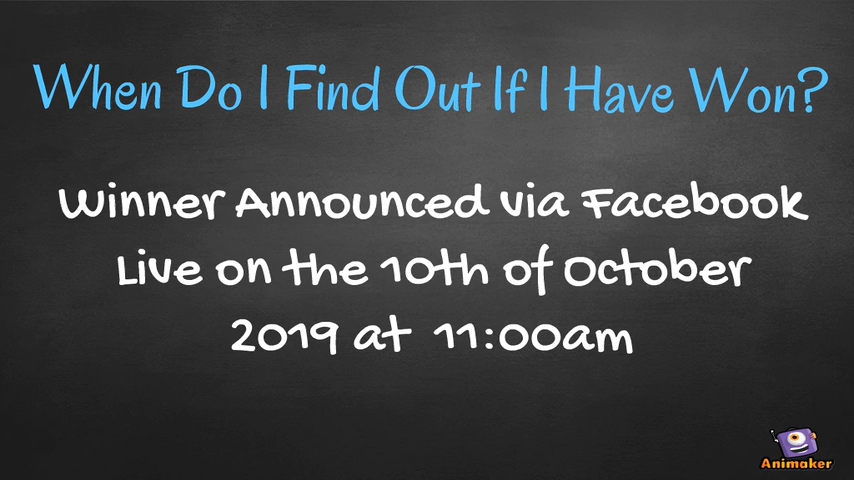 When Do I Find Out If I Have Won?
Winner Announced via Facebook
Live on the 10th of October
2019 at 11:00am
Animaker